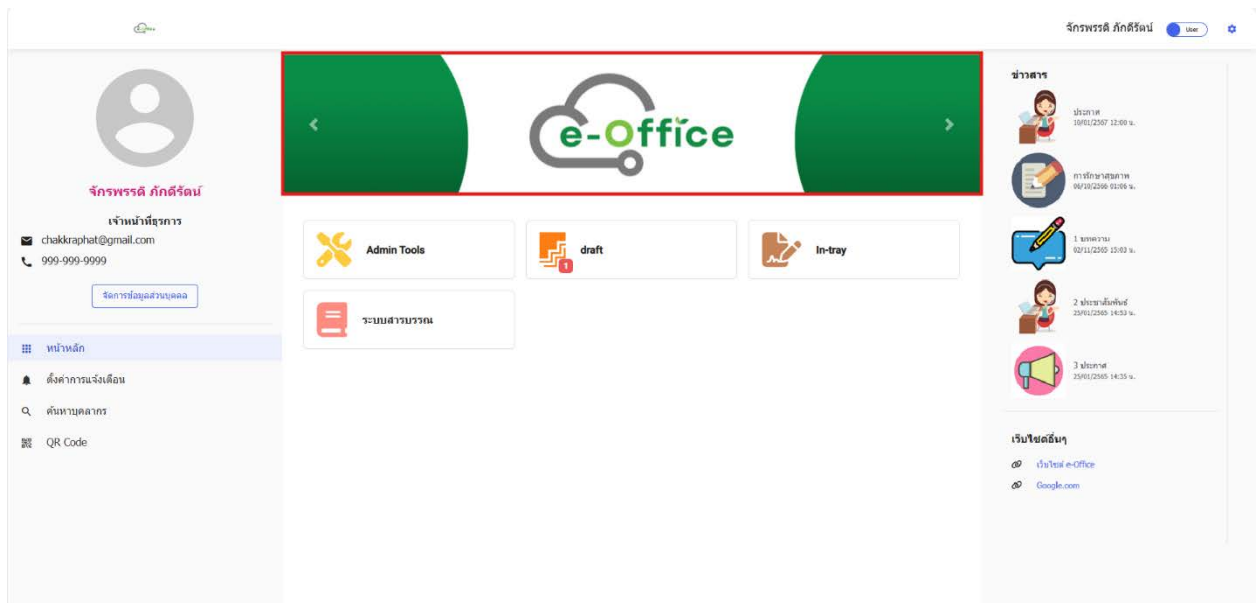 e-Office
จักรพรรดิ ภักดีรัตน์
User
จักรพรรดิ ภักดีรัตน์
เจ้าหน้าที่ธุรการ
chakkraphat@gmail.com
999-999-9999
จัดการข้อมูลส่วนบุคคล
หน้าหลัก
ตั้งค่าการแจ้งเตือน
ค้นหาบุคลากร
QR Code
e-Office
Admin Tools
draft
1
In-tray
ระบบสารบรรณ
ข่าวสาร
ประกาศ
10/01/2567 12:00 น.
การรักษาสุขภาพ
06/10/2566 01:06 น.
1 บทความ
02/11/2565 15:03 น.
2 ประชาสัมพันธ์
25/01/2565 14:53 น.
3 ประกาศ
25/01/2565 14:35 น.
เว็บไซต์อื่นๆ
เว็บไซต์ e-Office
Google.com